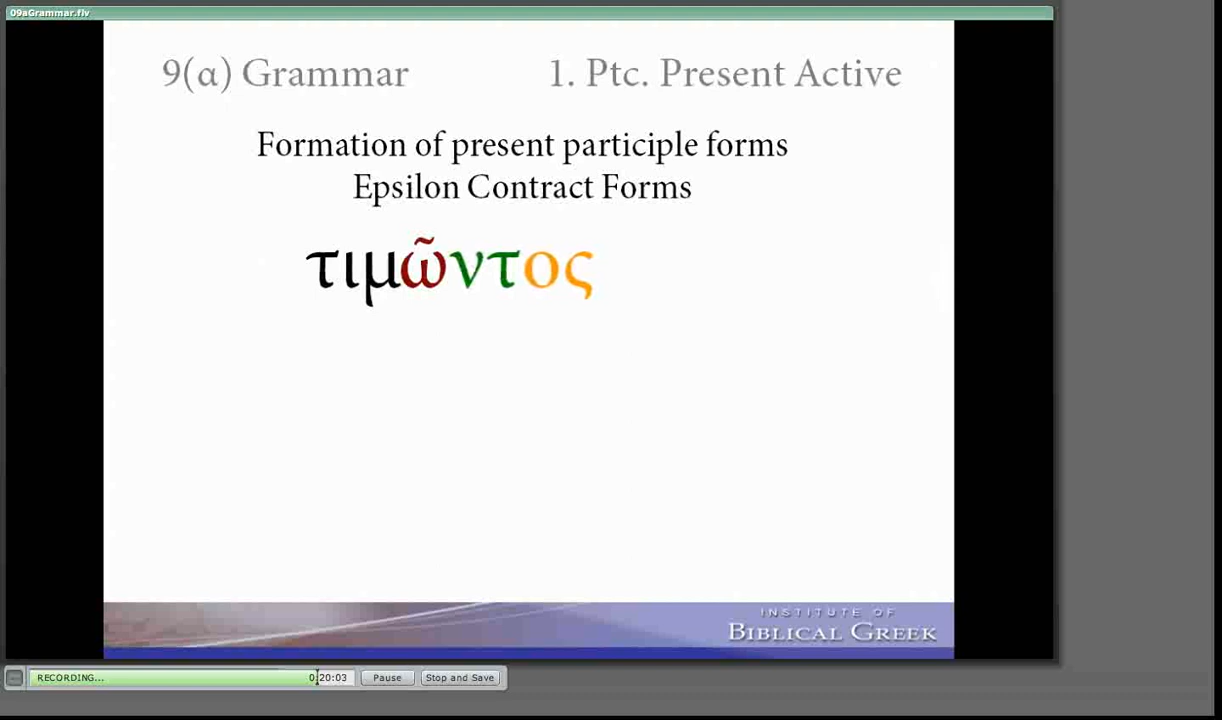 09aGrammar.flv
9(α) Grammar 1. Ptc. Present Active
Formation of present participle forms
Epsilon Contract Forms
τιμῶντος
INSTITUTE OF
BIBLICAL GREEK
RECORDING... 0:20:03 Pause Stop and Save